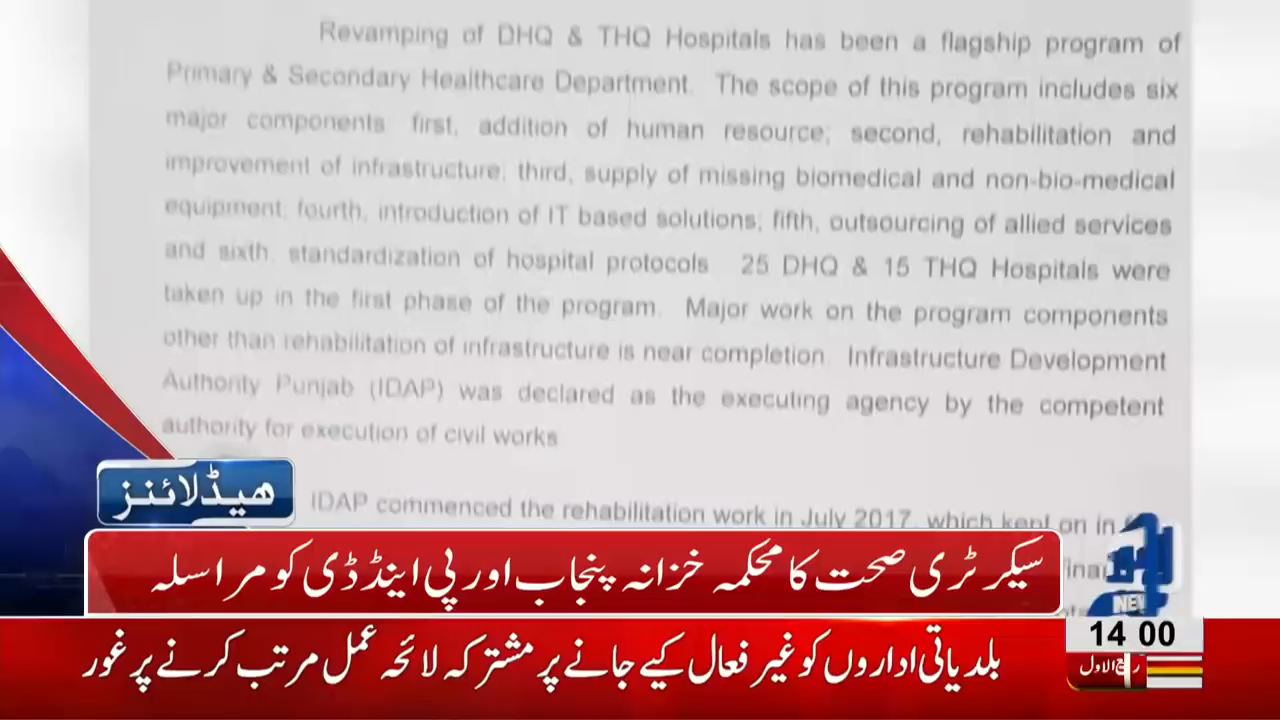 Revamping of DHQ & THQ Hospitals has been a flagship program of
Primary & Secondary Healthcare Department. The scope of this program includes six
major components first, addition of human resource; second, rehabilitation and
improvement of infrastructure; third, supply of missing biomedical and non-bio-medical
equipment; fourth, introduction of IT based solutions; fifth, outsourcing of allied services
and sixth, standardization of hospital protocols 25 DHQ & 15 THQ Hospitals were
taken up in the first phase of the program. Major work on the program components
other than rehabilitation of infrastructure is near completion. Infrastructure Development
Authority Punjab (IDAP) was declared as the executing agency by the competent
authority for execution of civil works
IDAP commenced the rehabilitation work in July 2017, which kept on in
ھیڈلائنز
سیکرٹری صحت کا محکمہ خزانہ پنجاب اور پی اینڈ ڈی کو مراسلہ
NEW
14 00
بلدیاتی اداروں کو غیر فعال کیے جانے پر مشترکہ لائحہ عمل مرتب کرنے پر غور
ربیع الاول